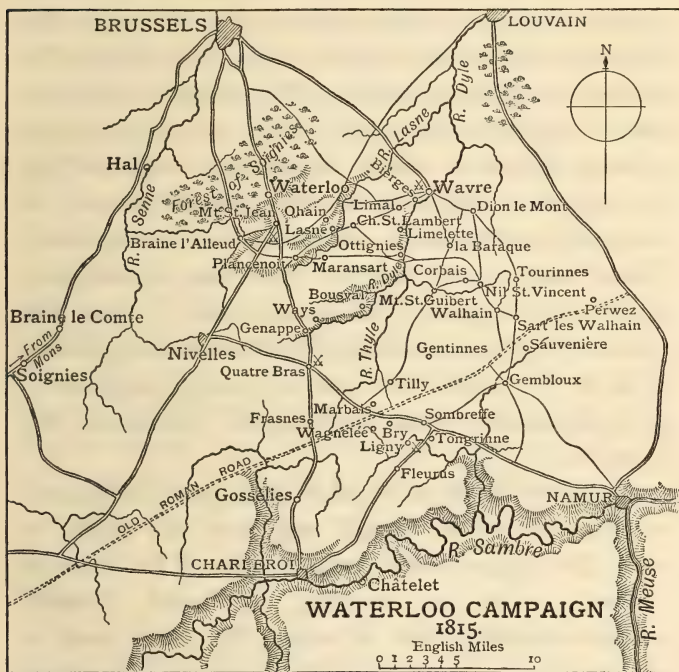 BRUSSELS
LOUVAIN
N
R. Dyle
R. Lasne
Hal
Forest of Soignies
Waterloo
Bierge
Wavre
R. Senne
Mt. St. Jean
Ohain
Limal
Dion le Mont
Lasne
Ch. St. Lambert
Limelette
Braine l'Alleud
Ottignies
la Baraque
Plancenoit
Maransart
R. Dyle
Corbais
Tourinnes
Bousval
Mt. St. Guibert
Nil St. Vincent
Ways
Walhain
Perwez
Braine le Comte
Genappe
Sart les Walhain
From Mons
Nivelles
R. Thyle
Gentinnes
Sauvenière
Soignies
Quatre Bras
Tilly
Gembloux
Marbais
Frasnes
Sombreffe
Wagnelée
Bry
Ligny
Tongrinne
Fleurus
OLD ROMAN ROAD
Gosselies
NAMUR
CHARLEROI
R. Sambre
Châtelet
R. Meuse
WATERLOO CAMPAIGN
1815.
English Miles
0 1 2 3 4 5 10